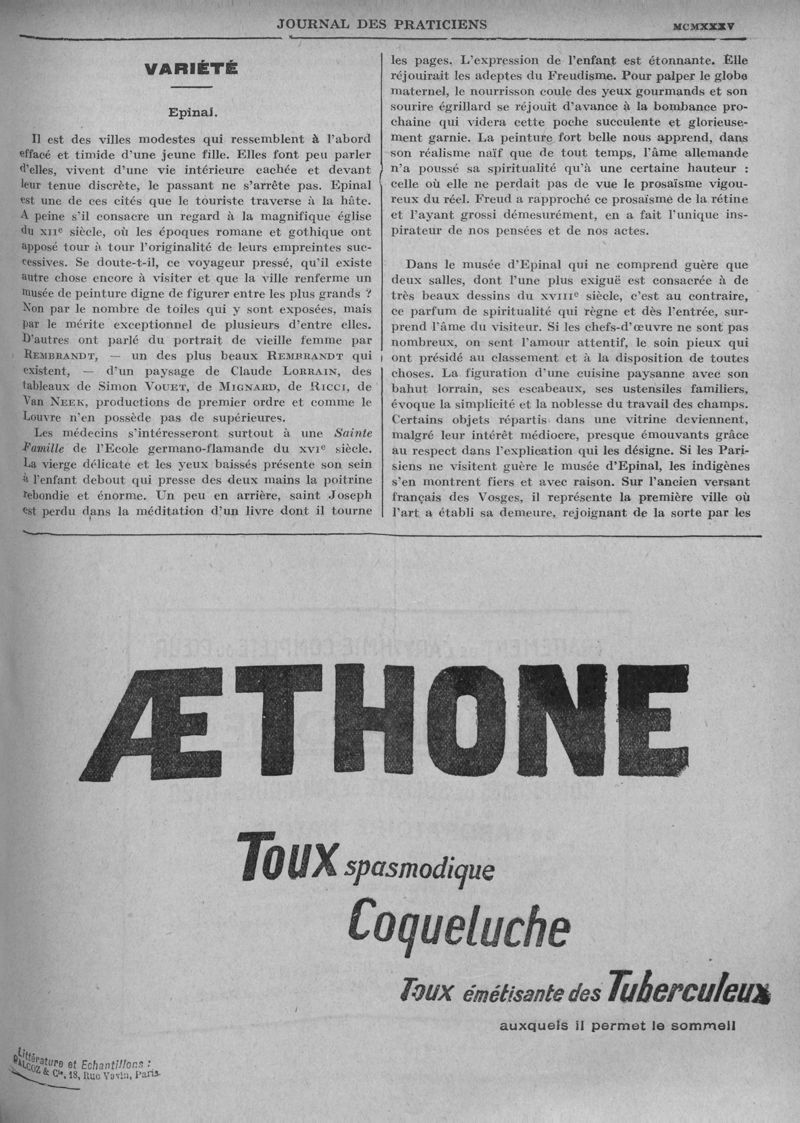 JOURNAL DES PRATICIENS
MCMXXXV
VARIÉTÉ
Epinal.
Il est des villes modestes qui ressemblent à l'abord
effacé et timide d'une jeune fille. Elles font peu parler
d'elles, vivent d'une vie intérieure cachée et devant
leur tenue discrète, le passant ne s'arrête pas. Epinal
est une de ces cités que le touriste traverse à la hâte.
A peine s'il consacre un regard à la magnifique église
du XIIe siècle, où les époques romane et gothique ont
apposé tour à tour l'originalité de leurs empreintes suc-
cessives. Se doute-t-il, ce voyageur pressé, qu'il existe
autre chose encore à visiter et que la ville renferme un
musée de peinture digne de figurer entre les plus grands ?
Non par le nombre de toiles qui y sont exposées, mais
par le mérite exceptionnel de plusieurs d'entre elles.
D'autres ont parlé du portrait de vieille femme par
REMBRANDT, — un des plus beaux REMBRANDT qui
existent, — d'un paysage de Claude LORRAIN, des
tableaux de Simon VOUET, de MIGNARD, de RICCI, de
Van NEEK, productions de premier ordre et comme le
Louvre n'en possède pas de supérieures.
Les médecins s'intéresseront surtout à une Sainte
Famille de l'Ecole germano-flamande du XVIe siècle.
La vierge délicate et les yeux baissés présente son sein
à l'enfant debout qui presse des deux mains la poitrine
rebondie et énorme. Un peu en arrière, saint Joseph
est perdu dans la méditation d'un livre dont il tourne
les pages. L'expression de l'enfant est étonnante. Elle
réjouirait les adeptes du Freudisme. Pour palper le globe
maternel, le nourrisson coule des yeux gourmands et son
sourire égrillard se réjouit d'avance à la bombance pro-
chaine qui videra cette poche succulente et glorieuse-
ment garnie. La peinture fort belle nous apprend, dans
son réalisme naïf que de tout temps, l'âme allemande
n'a poussé sa spiritualité qu'à une certaine hauteur :
celle où elle ne perdait pas de vue le prosaïsme vigou-
reux du réel. Freud a rapproché ce prosaïsme de la rétine
et l'ayant grossi démesurément, en a fait l'unique ins-
pirateur de nos pensées et de nos actes.
Dans le musée d'Epinal qui ne comprend guère que
deux salles, dont l'une plus exiguë est consacrée à de
très beaux dessins du XVIIIe siècle, c'est au contraire,
ce parfum de spiritualité qui règne et dès l'entrée, sur-
prend l'âme du visiteur. Si les chefs-d'œuvre ne sont pas
nombreux, on sent l'amour attentif, le soin pieux qui
ont présidé au classement et à la disposition de toutes
choses. La figuration d'une cuisine paysanne avec son
bahut lorrain, ses escabeaux, ses ustensiles familiers,
évoque la simplicité et la noblesse du travail des champs.
Certains objets répartis dans une vitrine deviennent,
malgré leur intérêt médiocre, presque émouvants grâce
au respect dans l'explication qui les désigne. Si les Pari-
siens ne visitent guère le musée d'Epinal, les indigènes
s'en montrent fiers et avec raison. Sur l'ancien versant
français des Vosges, il représente la première ville où
l'art a établi sa demeure, rejoignant de la sorte par les
ÆTHONE
Toux spasmodique
Coqueluche
Toux émétisante des Tuberculeux
auxquels il permet le sommeil
Littérature et Echantillons :
FALCOZ & Cie, 18, Rue Vavin, Paris